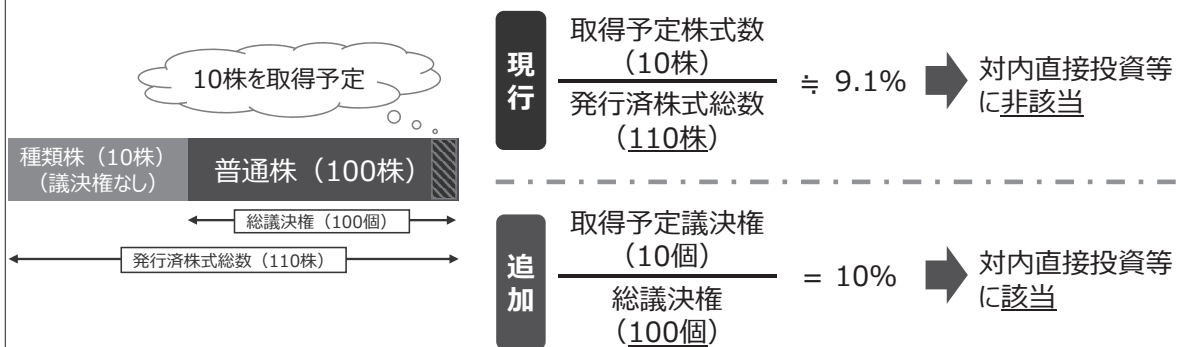 10株を取得予定
種類株（10株）
（議決権なし）
普通株（100株）
総議決権（100個）
発行済株式総数（110株）
現行
取得予定株式数
（10株）
発行済株式総数
（110株）
≒ 9.1%
対内直接投資等
に非該当
追加
取得予定議決権
（10個）
総議決権
（100個）
= 10%
対内直接投資等
に該当